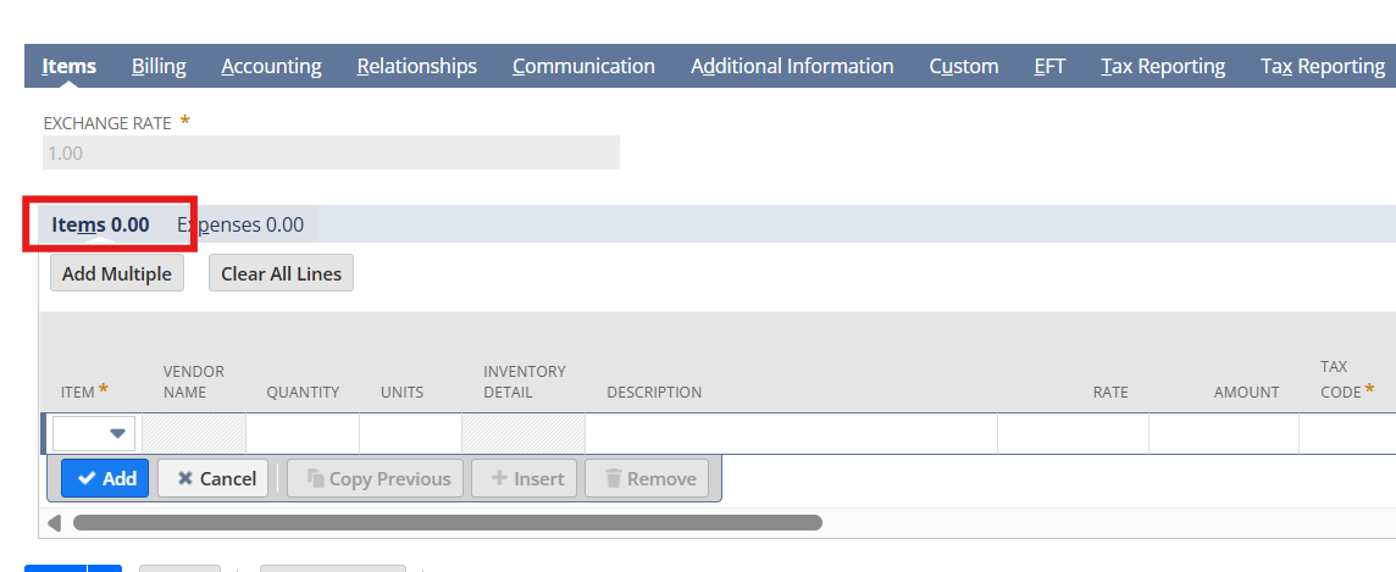 Items Billing Accounting Relationships Communication Additional Information Custom EFT Tax Reporting Tax Reporting
EXCHANGE RATE *
1.00
Items 0.00 Expenses 0.00
Add Multiple Clear All Lines
ITEM * VENDOR NAME QUANTITY UNITS INVENTORY DETAIL DESCRIPTION RATE AMOUNT TAX CODE *
Add Cancel Copy Previous Insert Remove